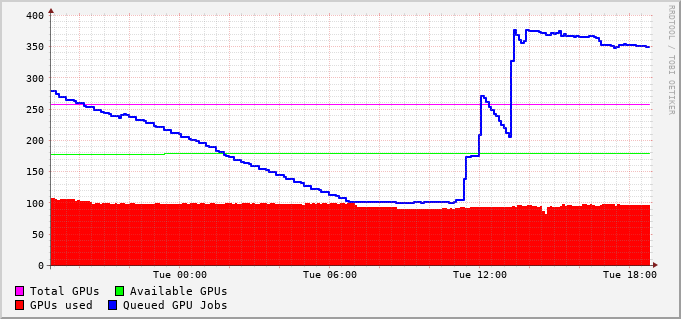 400
350
300
250
200
150
100
50
0
Tue 00:00 Tue 06:00 Tue 12:00 Tue 18:00
Total GPUs Available GPUs
GPUs used Queued GPU Jobs
RRDTOOL / TOBI OETIKER